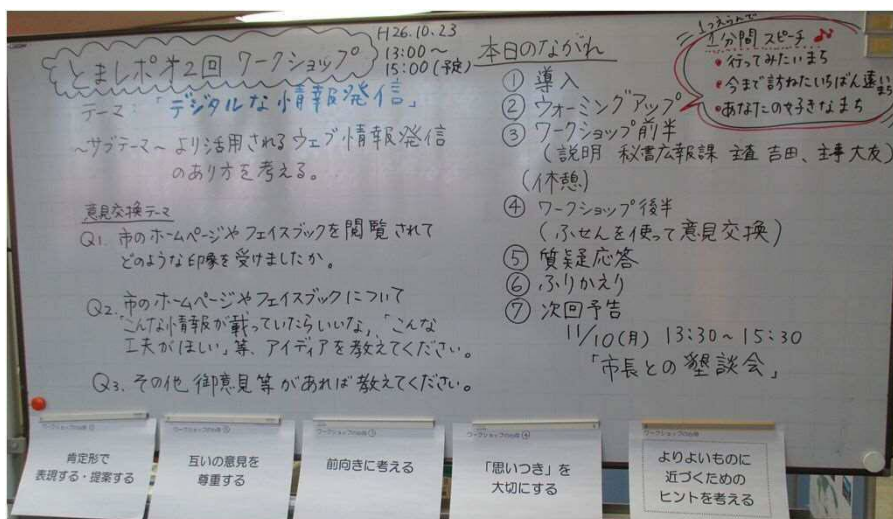 とまレポ 第2回 ワークショップ
H26.10.23
13:00～
15:00(予定)
テーマ:「デジタルな情報発信」
～サブテーマ～ より活用されるウェブ情報発信
のあり方を考える。
意見交換テーマ
Q1. 市のホームページやフェイスブックを閲覧されて
どのような印象を受けましたか。
Q2. 市のホームページやフェイスブックについて
「こんな情報が載っていたらいいな」、「こんな
工夫がほしい」等、アイディアを教えてください。
Q3. その他、御意見等があれば教えてください。
本日のながれ
① 導入
② ウォーミングアップ
③ ワークショップ前半
(説明 秘書広報課 主査 吉田、主事 大友)
(休憩)
④ ワークショップ後半
(ふせんを使って意見交換)
⑤ 質疑応答
⑥ ふりかえり
⑦ 次回予告
11/10(月) 13:30～15:30
「市長との懇談会」
1つえらんで
1分間 スピーチ
・行ってみたいまち
・今まで訪ねたいちばん遠いまち
・あなたの好きなまち
肯定形で
表現する・提案する
互いの意見を
尊重する
前向きに考える
「思いつき」を
大切にする
よりよいものに
近づくための
ヒントを考える